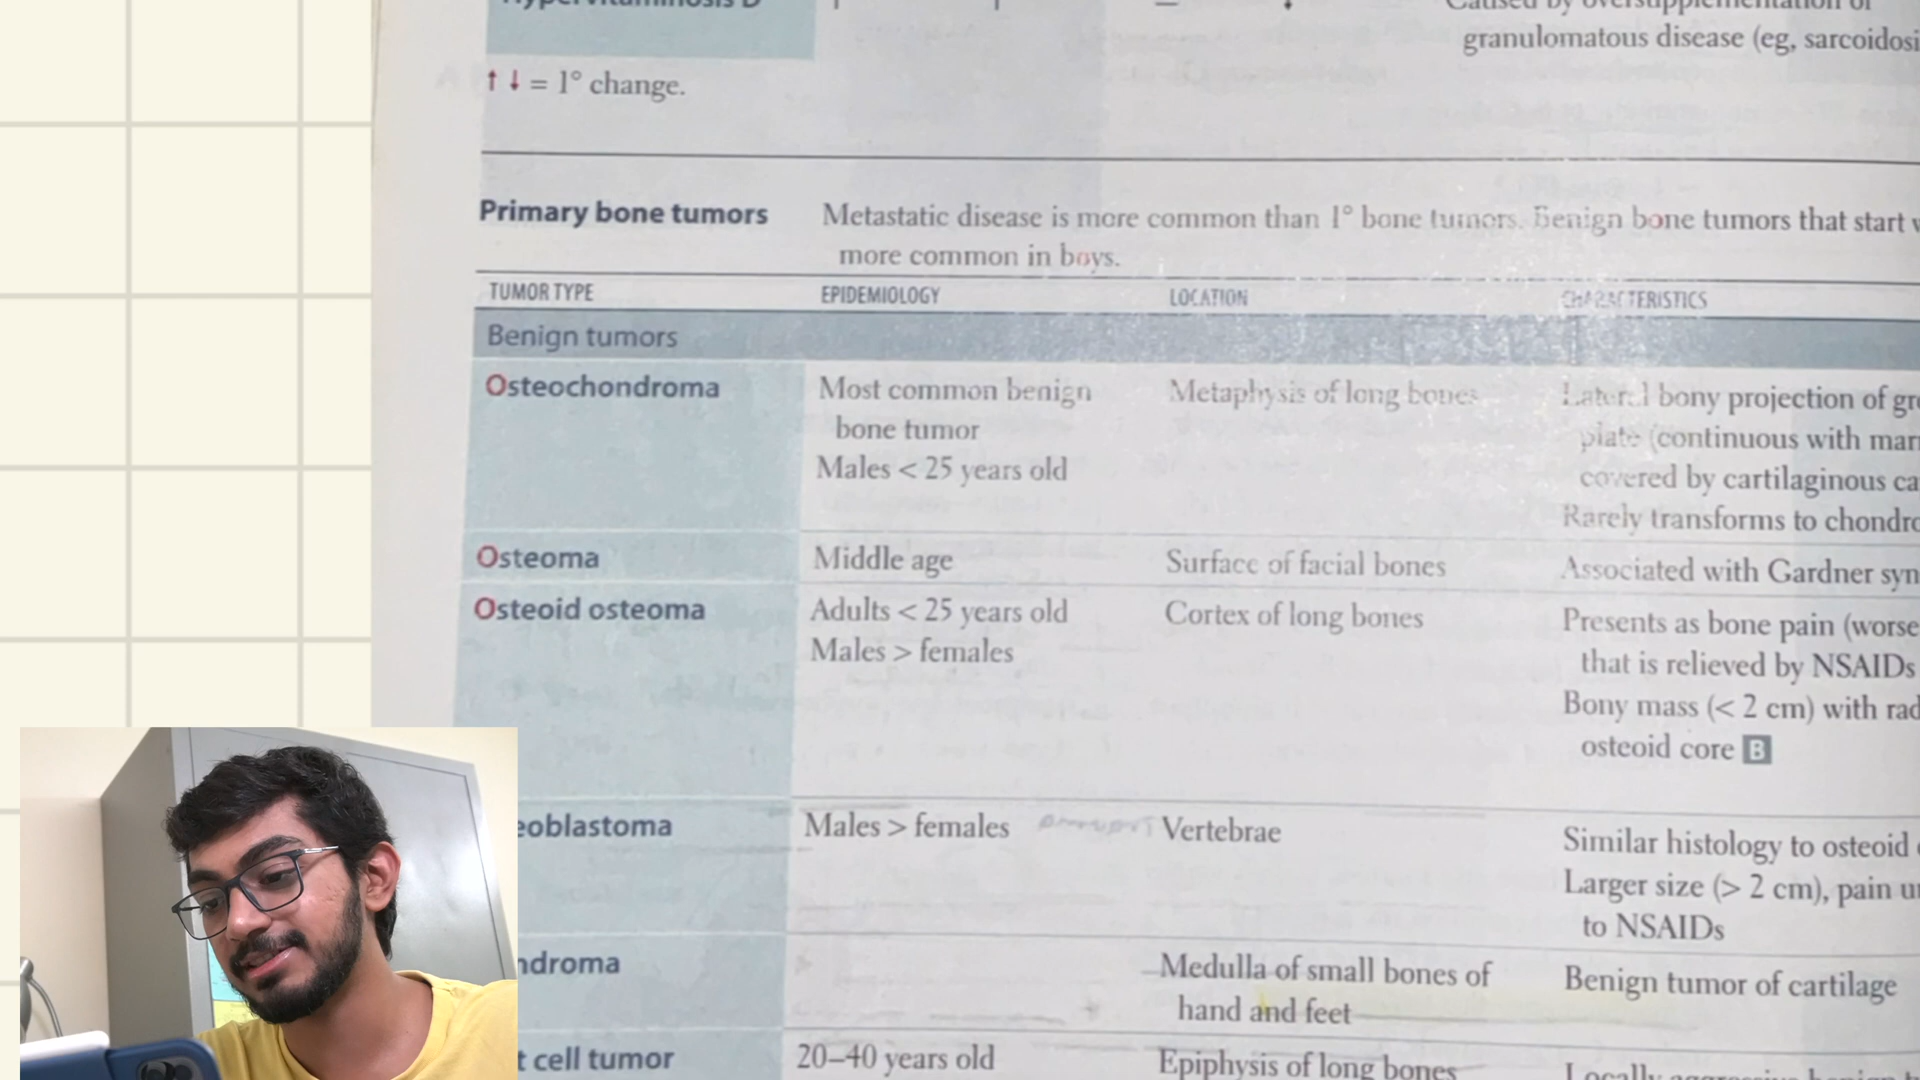 granulomatous disease (eg, sarcoidosi
↑ ↓ = 1° change.
Primary bone tumors
Metastatic disease is more common than 1° bone tumors. Benign bone tumors that start
more common in boys.
TUMOR TYPE
EPIDEMIOLOGY
LOCATION
CHARACTERISTICS
Benign tumors
Osteochondroma
Most common benign
bone tumor
Males < 25 years old
Metaphysis of long bones
Lateral bony projection of gr
plate (continuous with marr
covered by cartilaginous ca
Rarely transforms to chondro
Osteoma
Middle age
Surface of facial bones
Associated with Gardner syn
Osteoid osteoma
Adults < 25 years old
Males > females
Cortex of long bones
Presents as bone pain (worse
that is relieved by NSAIDs
Bony mass (< 2 cm) with rad
osteoid core B
eoblastoma
Males > females
Vertebrae
Similar histology to osteoid
Larger size (> 2 cm), pain u
to NSAIDs
ndroma
Medulla of small bones of
hand and feet
Benign tumor of cartilage
t cell tumor
20–40 years old
Epiphysis of long bones